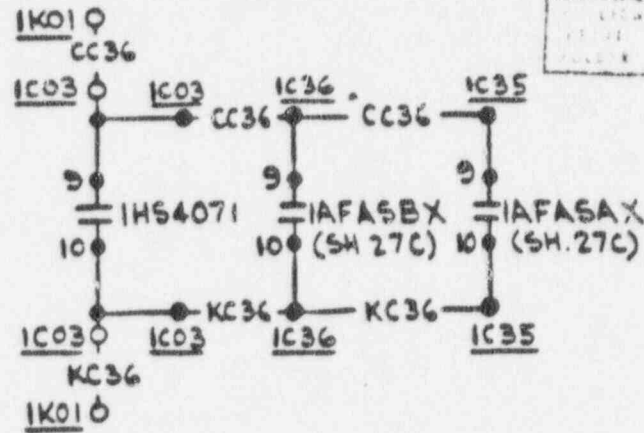 1K01
CC36
1C03 1C03 CC36 1C36 CC36 1C35
9 9 9
1HS4071 1AFASBX 1AFASAX
10 10 (SH.27C) 10 (SH.27C)
1C03 1C03 KC36 1C36 KC36 1C35
KC36
1K01